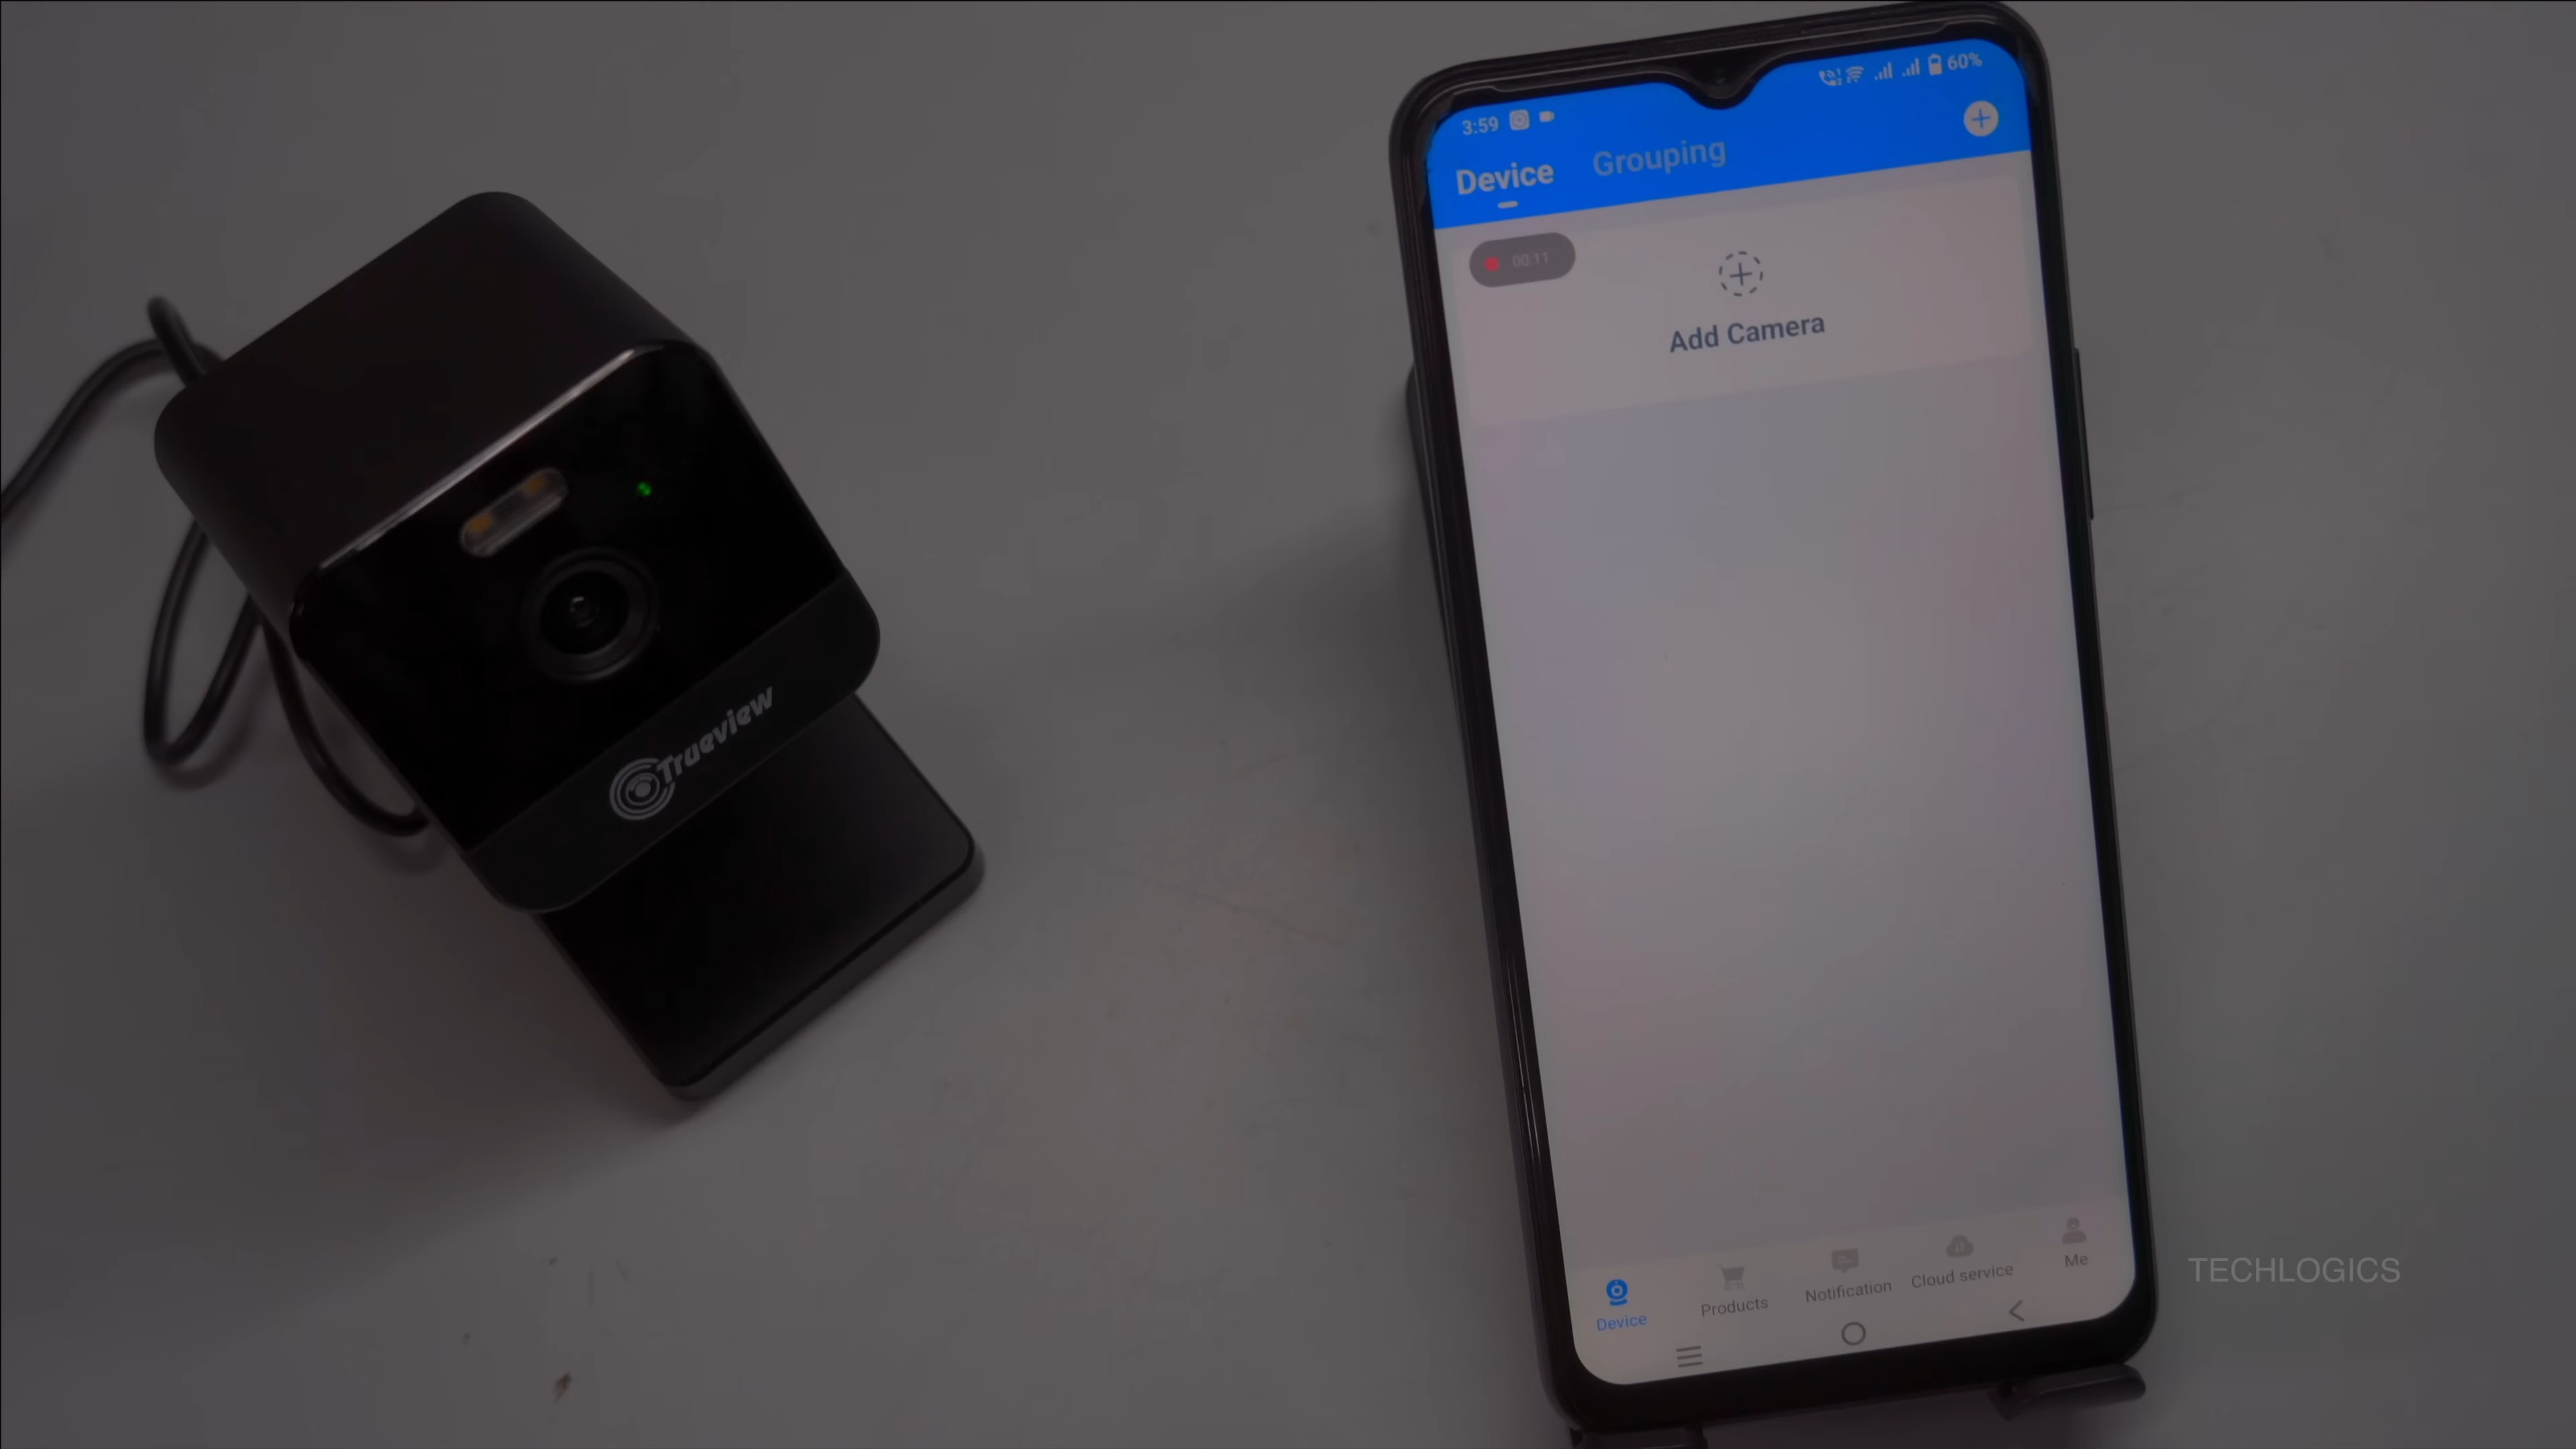 3:59
60%
Device
Grouping
00:11
Add Camera
Trueview
Device
Products
Notification
Cloud service
Me
TECHLOGICS